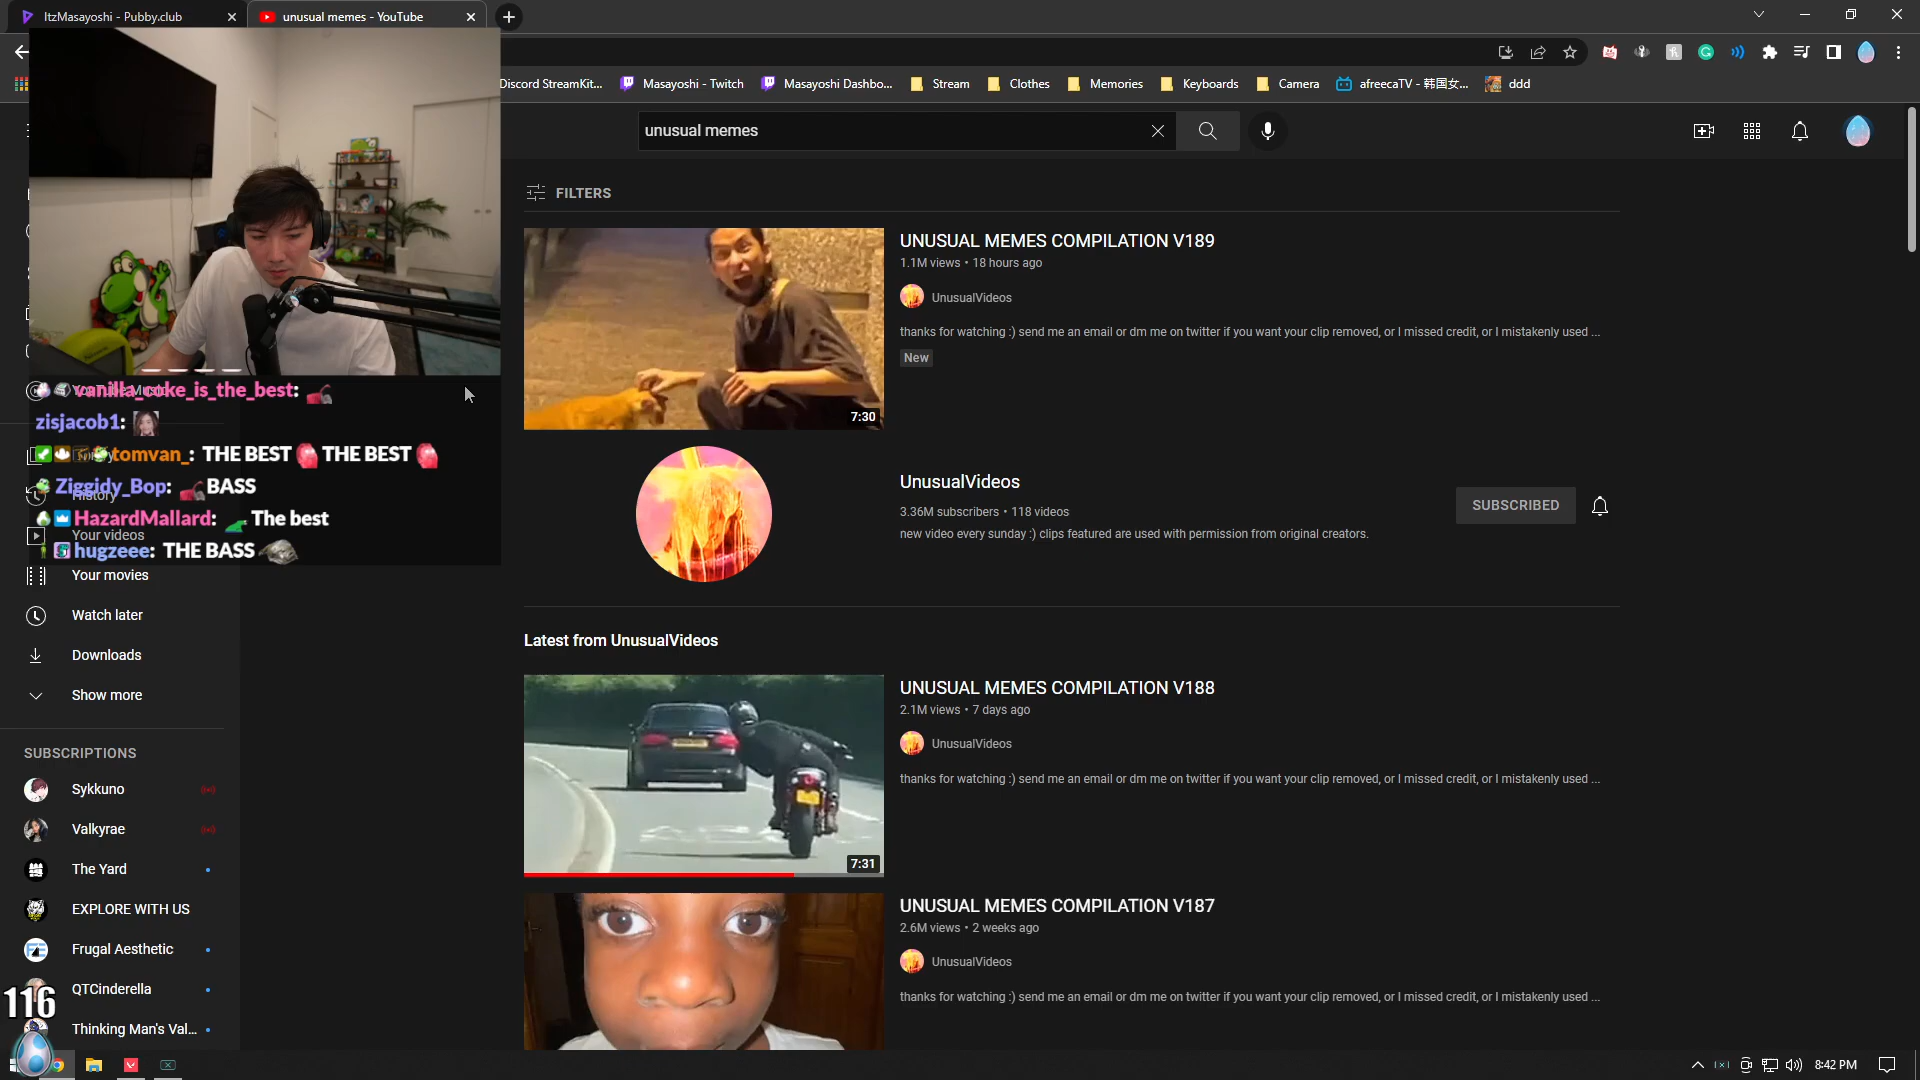 ItzMasayoshi - Pubby.club
unusual memes - YouTube
Discord StreamKit...
Masayoshi - Twitch
Masayoshi Dashbo...
Stream
Clothes
Memories
Keyboards
Camera
afreecaTV - 韩国女...
ddd
unusual memes
FILTERS
UNUSUAL MEMES COMPILATION V189
1.1M views • 18 hours ago
UnusualVideos
thanks for watching :) send me an email or dm me on twitter if you want your clip removed, or I missed credit, or I mistakenly used ...
New
7:30
zisjacob1:
tomvan_: THE BEST THE BEST
Ziggidy_Bop: BASS
History
HazardMallard: The best
Your videos
hugzeee: THE BASS
Your movies
Watch later
Downloads
Show more
SUBSCRIPTIONS
Sykkuno
Valkyrae
The Yard
EXPLORE WITH US
Frugal Aesthetic
QTCinderella
Thinking Man's Val...
116
UnusualVideos
3.36M subscribers • 118 videos
new video every sunday :) clips featured are used with permission from original creators.
SUBSCRIBED
Latest from UnusualVideos
UNUSUAL MEMES COMPILATION V188
2.1M views • 7 days ago
UnusualVideos
thanks for watching :) send me an email or dm me on twitter if you want your clip removed, or I missed credit, or I mistakenly used ...
7:31
UNUSUAL MEMES COMPILATION V187
2.6M views • 2 weeks ago
UnusualVideos
thanks for watching :) send me an email or dm me on twitter if you want your clip removed, or I missed credit, or I mistakenly used ...
8:42 PM